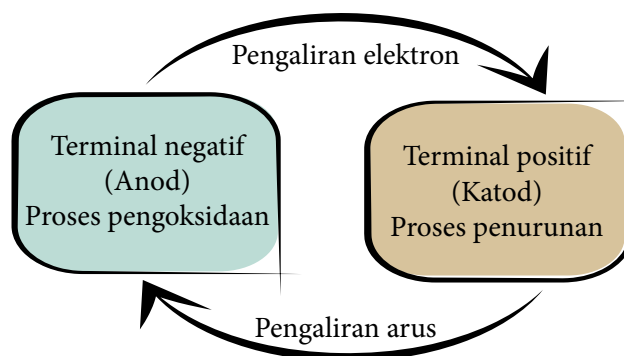 Pengaliran elektron
Terminal negatif
(Anod)
Proses pengoksidaan
Terminal positif
(Katod)
Proses penurunan
Pengaliran arus